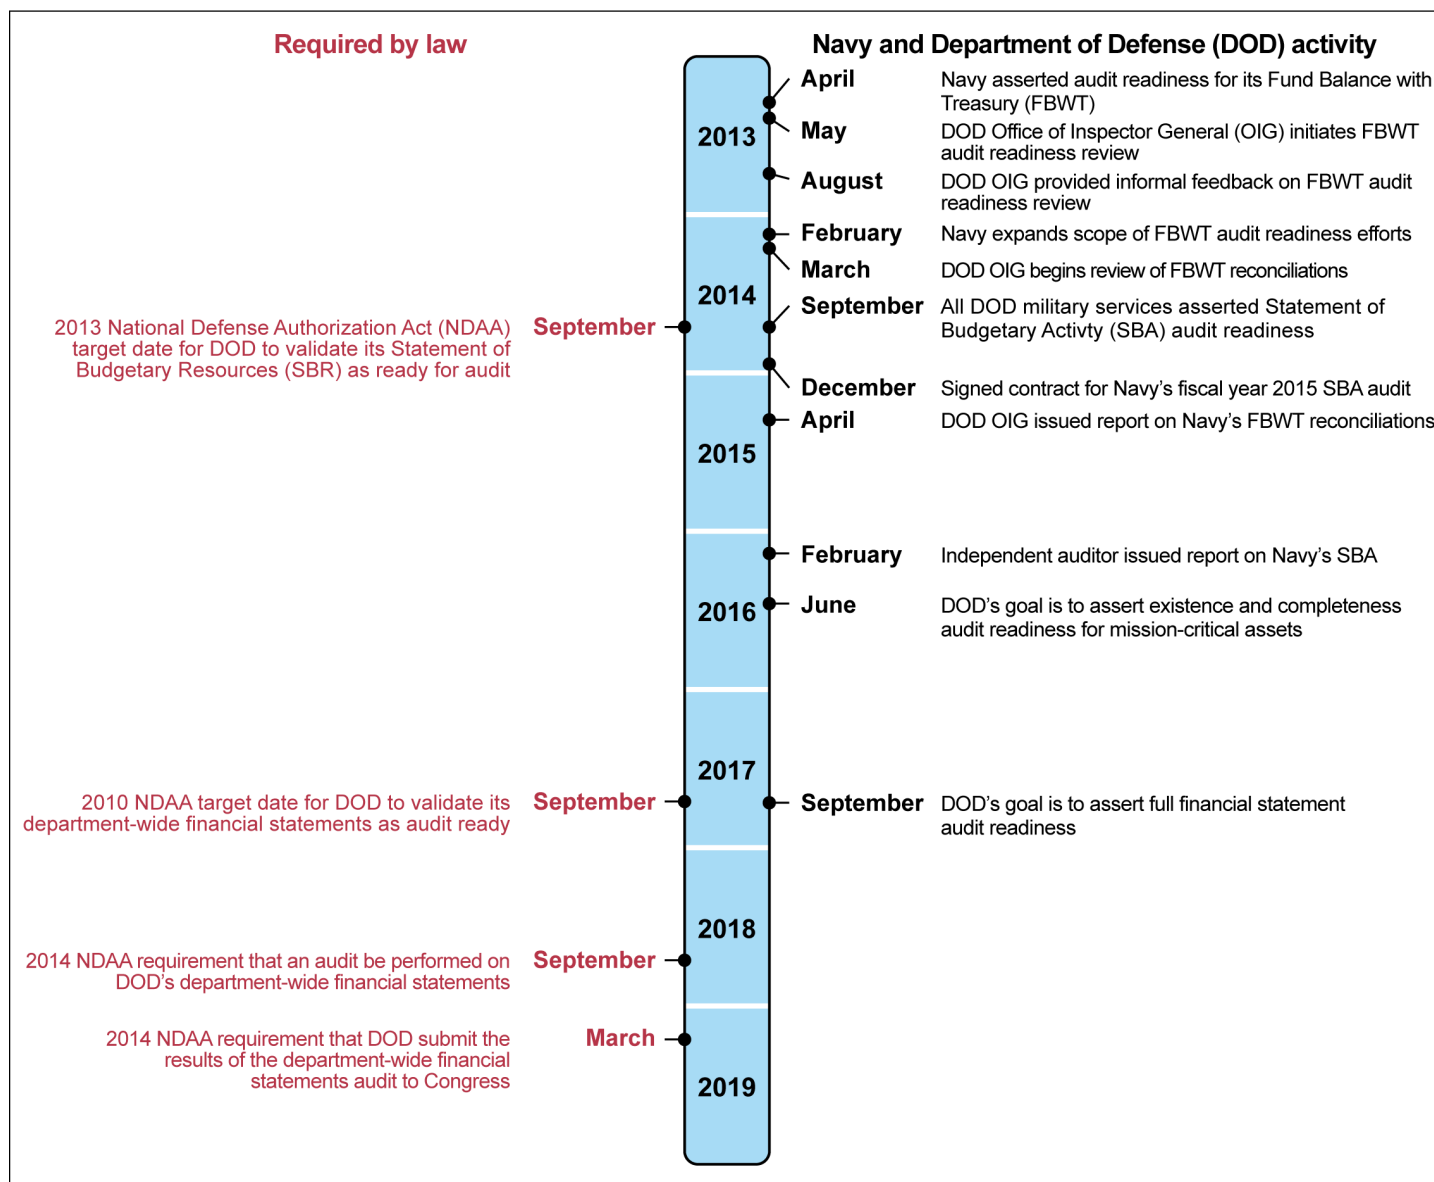 Required by law
Navy and Department of Defense (DOD) activity
2013
April
Navy asserted audit readiness for its Fund Balance with
Treasury (FBWT)
May
DOD Office of Inspector General (OIG) initiates FBWT
audit readiness review
August
DOD OIG provided informal feedback on FBWT audit
readiness review
2014
February
Navy expands scope of FBWT audit readiness efforts
March
DOD OIG begins review of FBWT reconciliations
2013 National Defense Authorization Act (NDAA)
target date for DOD to validate its Statement of
Budgetary Resources (SBR) as ready for audit
September
September
All DOD military services asserted Statement of
Budgetary Activty (SBA) audit readiness
December
Signed contract for Navy’s fiscal year 2015 SBA audit
2015
April
DOD OIG issued report on Navy’s FBWT reconciliations
2016
February
Independent auditor issued report on Navy’s SBA
June
DOD’s goal is to assert existence and completeness
audit readiness for mission-critical assets
2017
2010 NDAA target date for DOD to validate its
department-wide financial statements as audit ready
September
September
DOD’s goal is to assert full financial statement
audit readiness
2018
2014 NDAA requirement that an audit be performed on
DOD’s department-wide financial statements
September
2014 NDAA requirement that DOD submit the
results of the department-wide financial
statements audit to Congress
March
2019